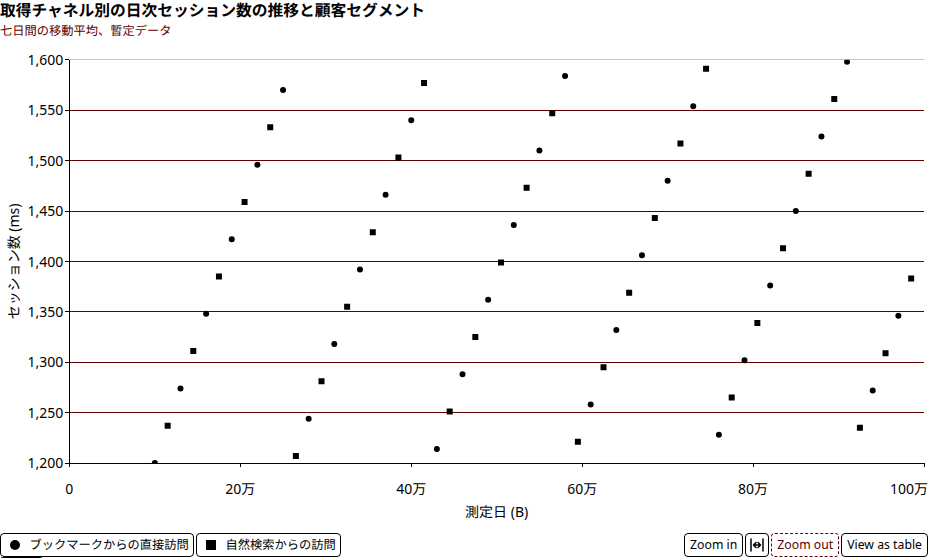 取得チャネル別の日次セッション数の推移と顧客セグメント
七日間の移動平均、暫定データ
1,600
1,550
1,500
1,450
1,400
1,350
1,300
1,250
1,200
セッション数 (ms)
0 20万 40万 60万 80万 100万
測定日 (B)
ブックマークからの直接訪問 自然検索からの訪問 Zoom in Zoom out View as table